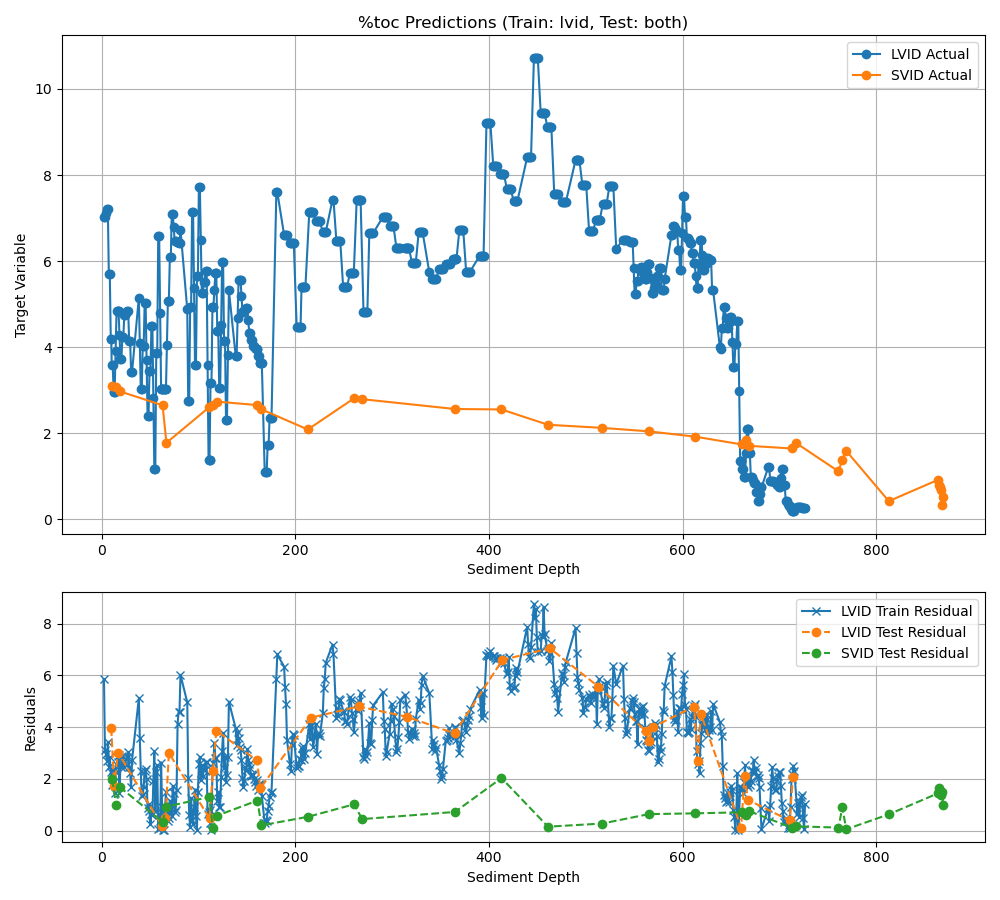 %toc Predictions (Train: lvid, Test: both)
LVID Actual
SVID Actual
Target Variable
10
8
6
4
2
0
0 200 400 600 800
Sediment Depth
LVID Train Residual
LVID Test Residual
SVID Test Residual
Residuals
8
6
4
2
0
0 200 400 600 800
Sediment Depth